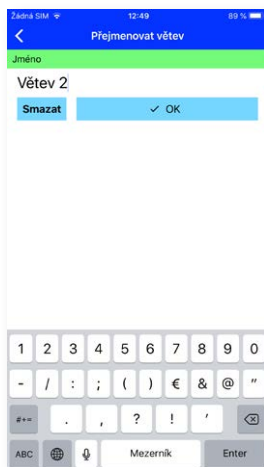 Žádná SIM 12:49 89 %
Přejmenovat větev
Jméno
Větev 2
Smazat ✓ OK
1 2 3 4 5 6 7 8 9 0
- / : ; ( ) € & @ "
#+= . , ? ! '
ABC Mezerník Enter